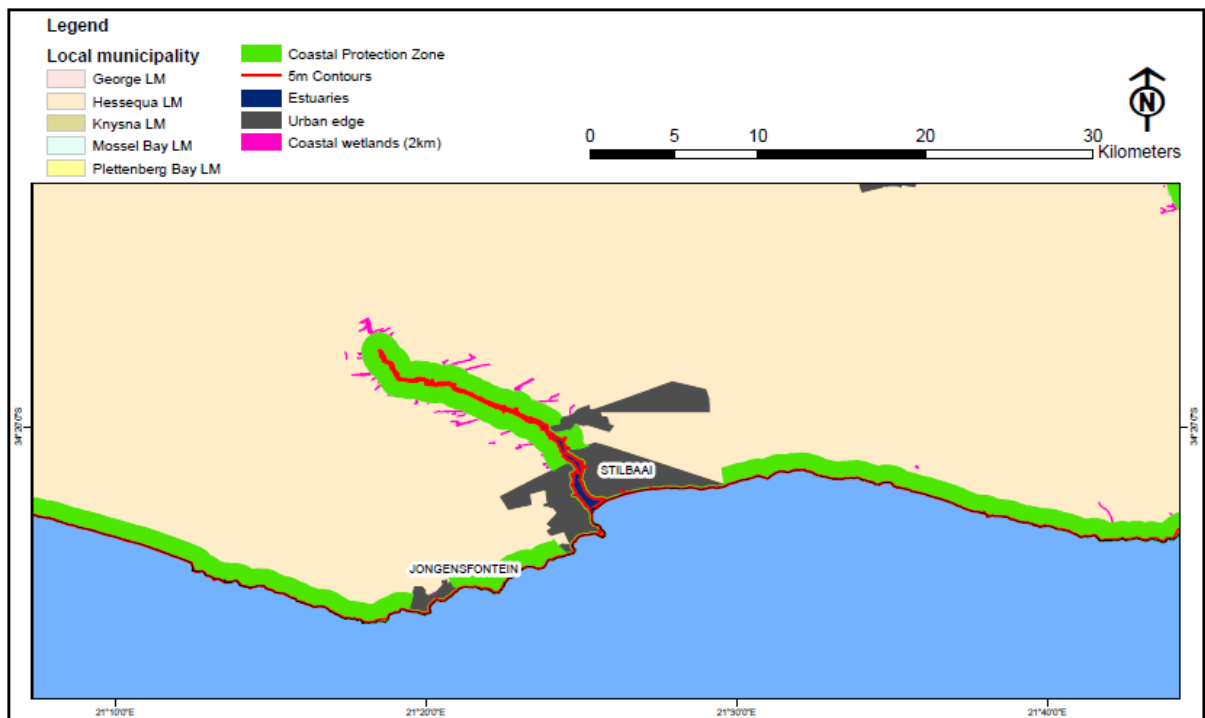 Legend
Local municipality
George LM
Hessequa LM
Knysna LM
Mossel Bay LM
Plettenberg Bay LM
Coastal Protection Zone
5m Contours
Estuaries
Urban edge
Coastal wetlands (2km)
N
0 5 10 20 30
Kilometers
34°20'0"S
34°20'0"S
STILBAAI
JONGENSFONTEIN
21°10'0"E 21°20'0"E 21°30'0"E 21°40'0"E